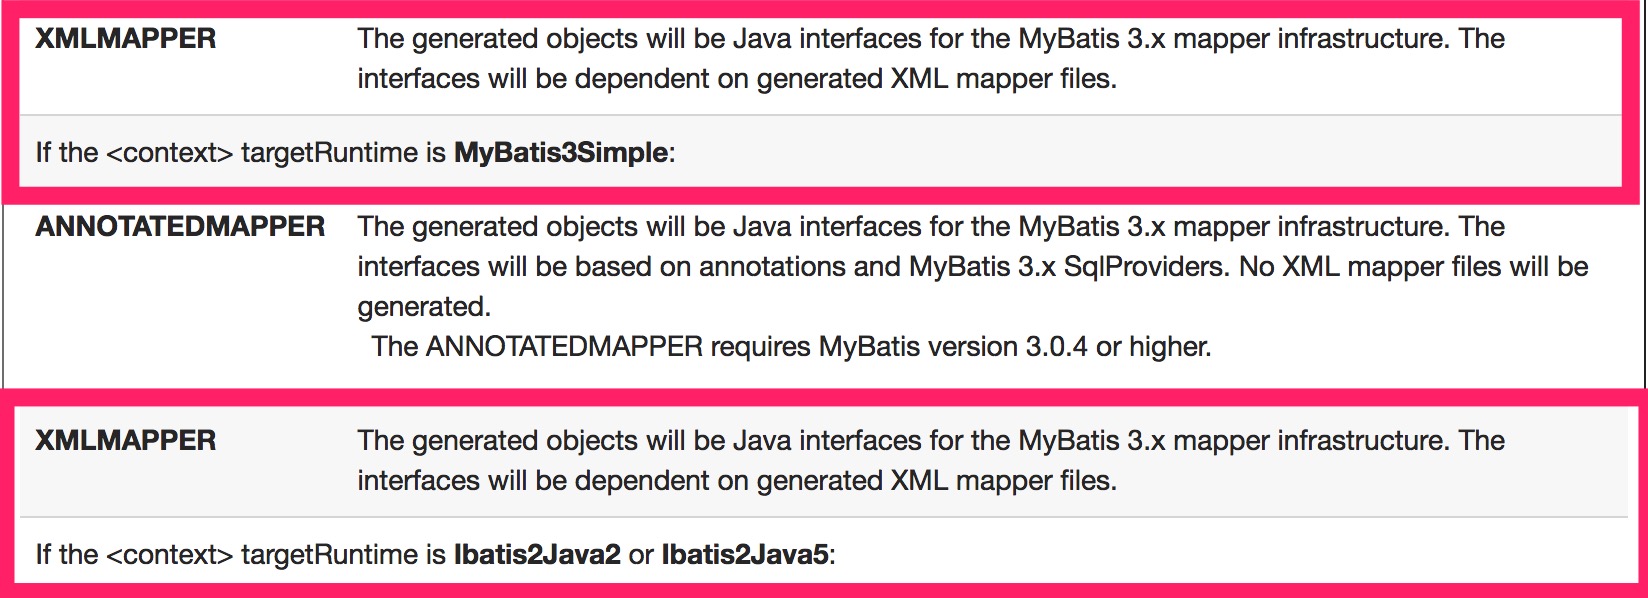 XMLMAPPER The generated objects will be Java interfaces for the MyBatis 3.x mapper infrastructure. The
interfaces will be dependent on generated XML mapper files.
If the <context> targetRuntime is MyBatis3Simple:
ANNOTATEDMAPPER The generated objects will be Java interfaces for the MyBatis 3.x mapper infrastructure. The
interfaces will be based on annotations and MyBatis 3.x SqlProviders. No XML mapper files will be
generated.
The ANNOTATEDMAPPER requires MyBatis version 3.0.4 or higher.
XMLMAPPER The generated objects will be Java interfaces for the MyBatis 3.x mapper infrastructure. The
interfaces will be dependent on generated XML mapper files.
If the <context> targetRuntime is Ibatis2Java2 or Ibatis2Java5: